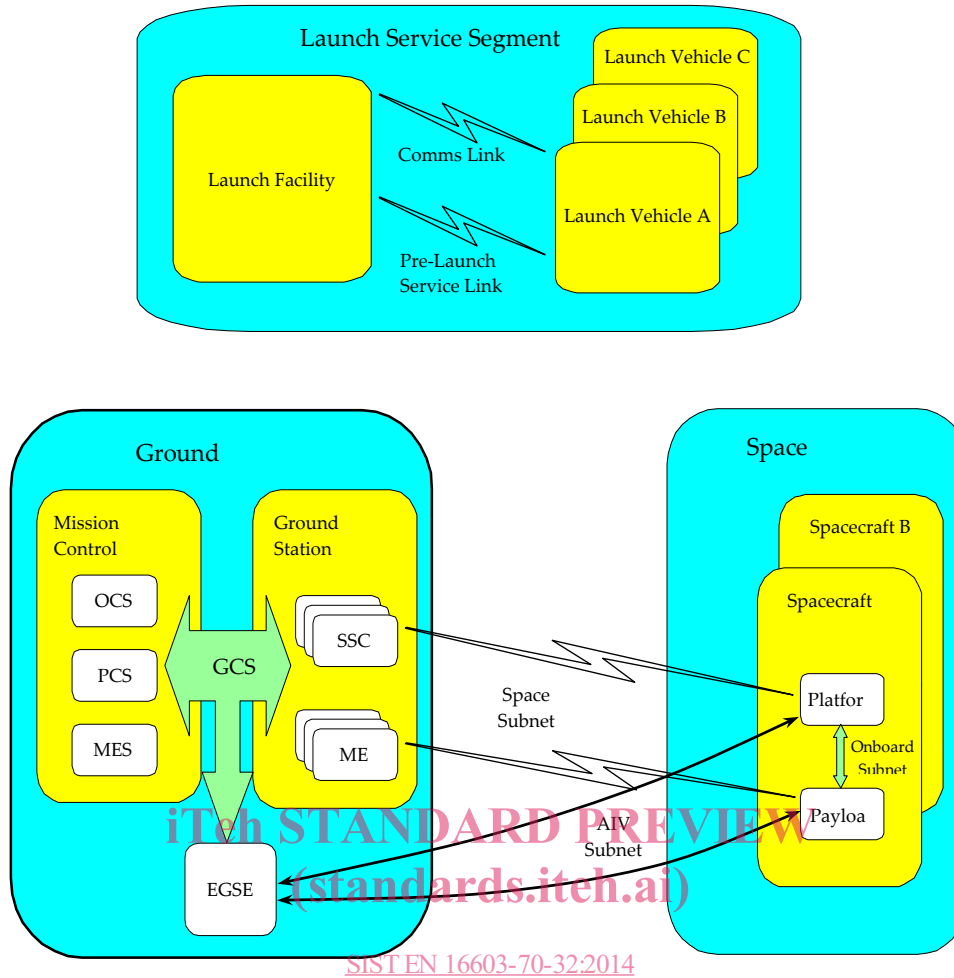 Launch Service Segment
Launch Vehicle C
Launch Vehicle B
Launch Vehicle A
Launch Facility
Comms Link
Pre-Launch
Service Link
Ground
Mission
Control
OCS
PCS
MES
GCS
Ground
Station
SSC
ME
EGSE
Space
Subnet
AIV
Subnet
Space
Spacecraft B
Spacecraft
Platfor
Onboard
Subnet
Payloa
iTeh STANDARD PREVIEW
(standards.iteh.ai)
SIST EN 16603-70-32:2014